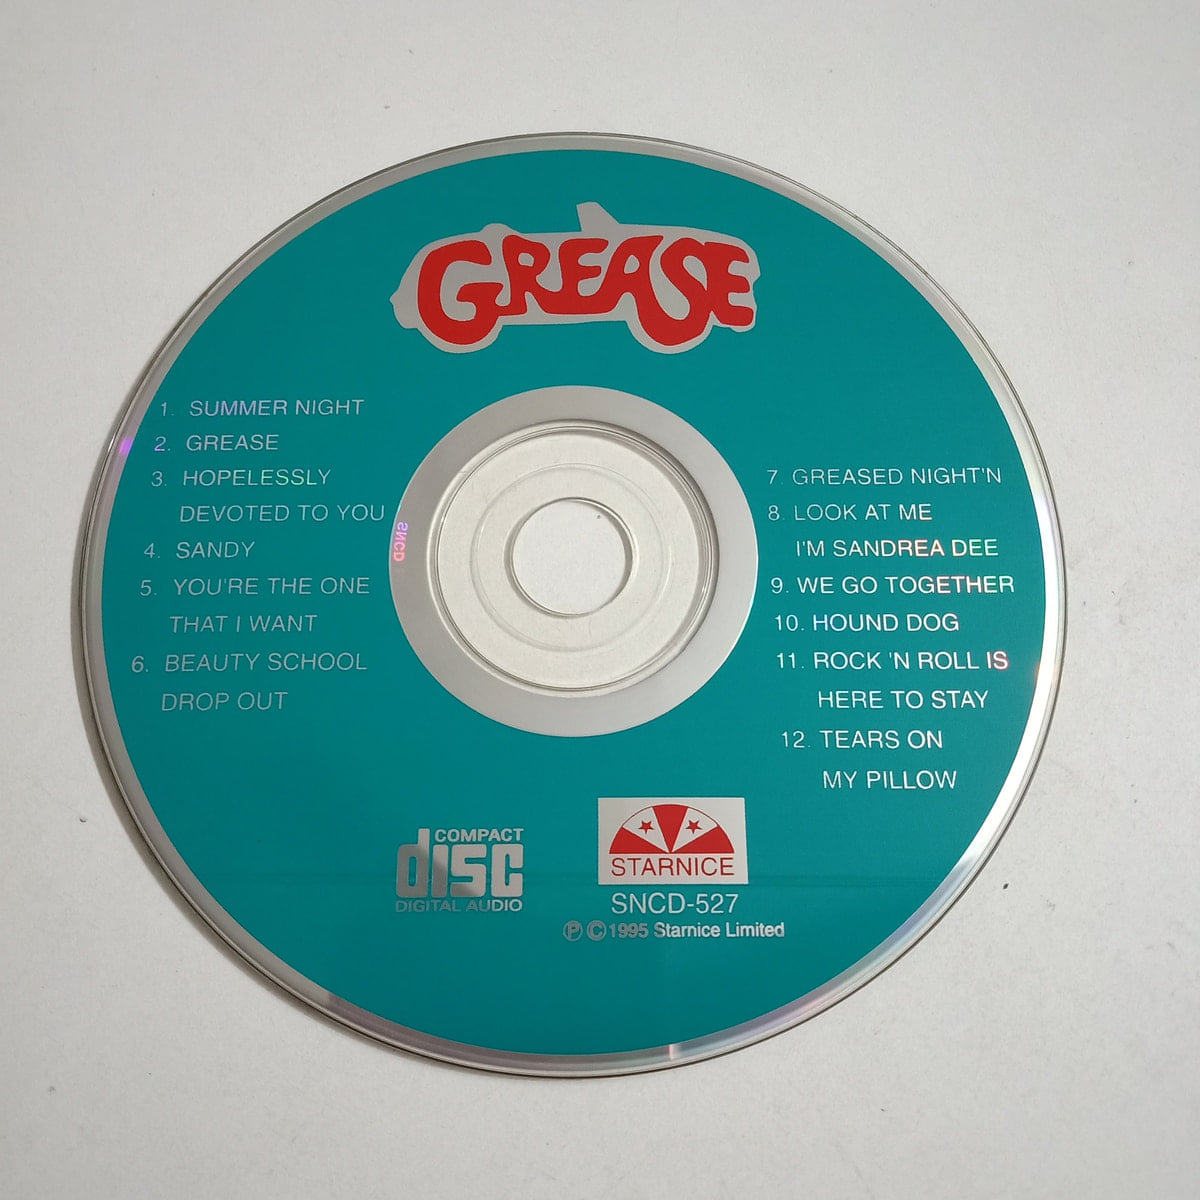 GREASE
1. SUMMER NIGHT
2. GREASE
3. HOPELESSLY
DEVOTED TO YOU
4. SANDY
5. YOU'RE THE ONE
THAT I WANT
6. BEAUTY SCHOOL
DROP OUT
7. GREASED NIGHT'N
8. LOOK AT ME
I'M SANDREA DEE
9. WE GO TOGETHER
10. HOUND DOG
11. ROCK 'N ROLL IS
HERE TO STAY
12. TEARS ON
MY PILLOW
COMPACT
disc
DIGITAL AUDIO
STARNICE
SNCD-527
Ⓟ©1995 Starnice Limited
SNCD